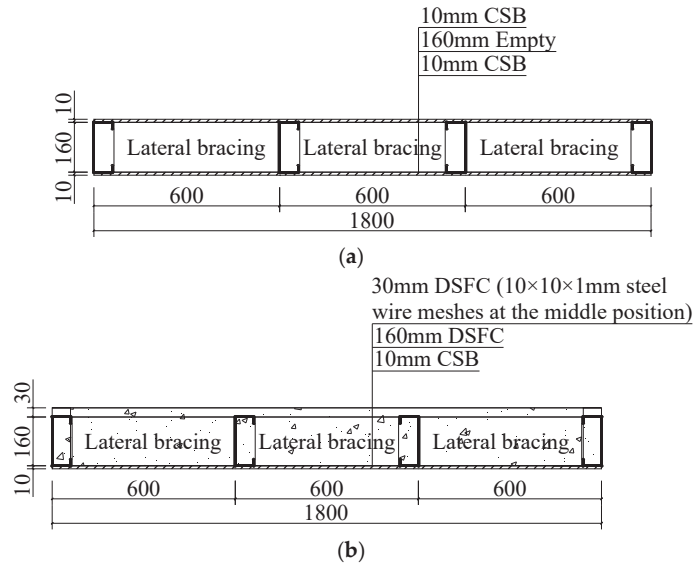 10mm CSB
160mm Empty
10mm CSB
10
160
10
Lateral bracing
Lateral bracing
Lateral bracing
600
600
600
1800
(a)
30mm DSFC (10×10×1mm steel
wire meshes at the middle position)
160mm DSFC
10mm CSB
30
160
10
Lateral bracing
Lateral bracing
Lateral bracing
600
600
600
1800
(b)